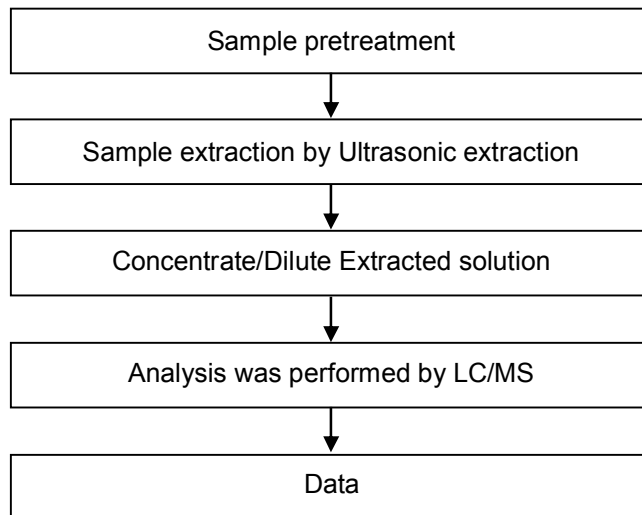 Sample pretreatment
Sample extraction by Ultrasonic extraction
Concentrate/Dilute Extracted solution
Analysis was performed by LC/MS
Data